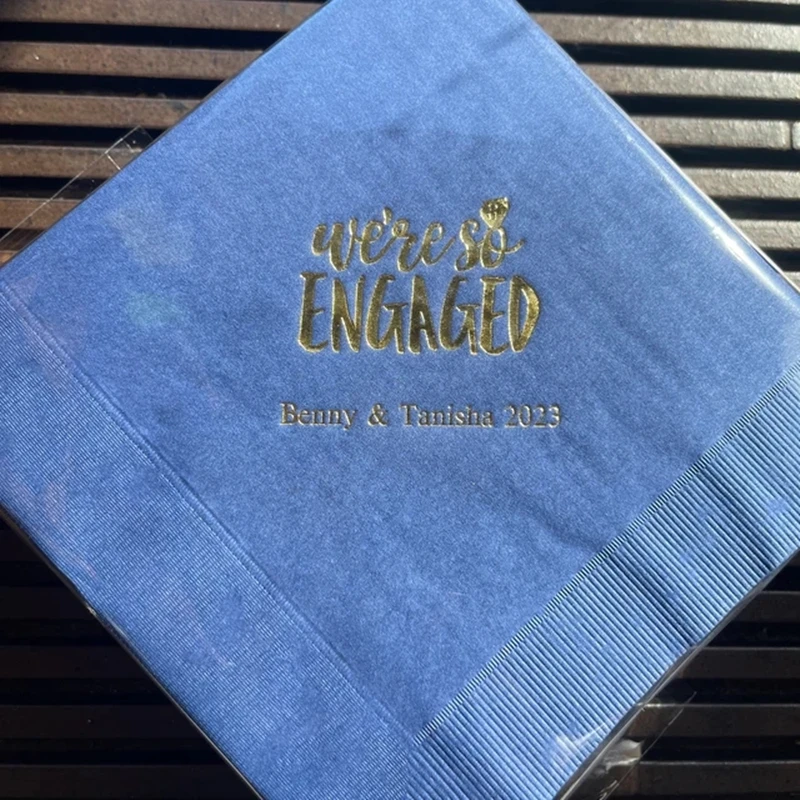 we're so
ENGAGED
Benny & Tanisha 2023